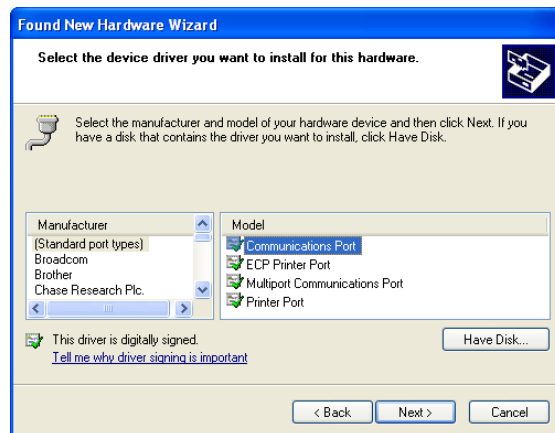 Found New Hardware Wizard
Select the device driver you want to install for this hardware.
Select the manufacturer and model of your hardware device and then click Next. If you
have a disk that contains the driver you want to install, click Have Disk.
Manufacturer
(Standard port types)
Broadcom
Brother
Chase Research Plc.
Model
Communications Port
ECP Printer Port
Multiport Communications Port
Printer Port
This driver is digitally signed.
Tell me why driver signing is important
Have Disk...
< Back
Next >
Cancel